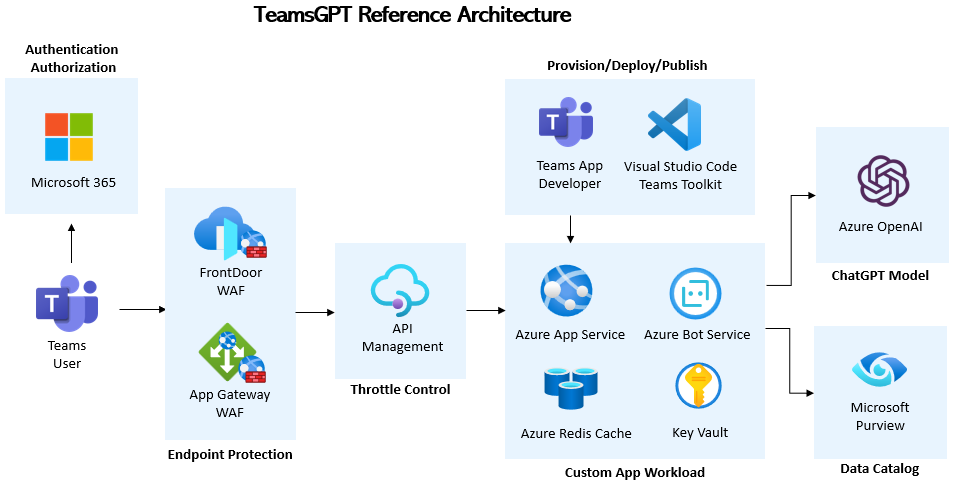 TeamsGPT Reference Architecture
Authentication
Authorization
Microsoft 365
T
Teams
User
FrontDoor
WAF
App Gateway
WAF
Endpoint Protection
API
Management
Throttle Control
Provision/Deploy/Publish
T
Teams App
Developer
Visual Studio Code
Teams Toolkit
Azure App Service
Azure Bot Service
Azure Redis Cache
Key Vault
Custom App Workload
Azure OpenAI
ChatGPT Model
Microsoft
Purview
Data Catalog